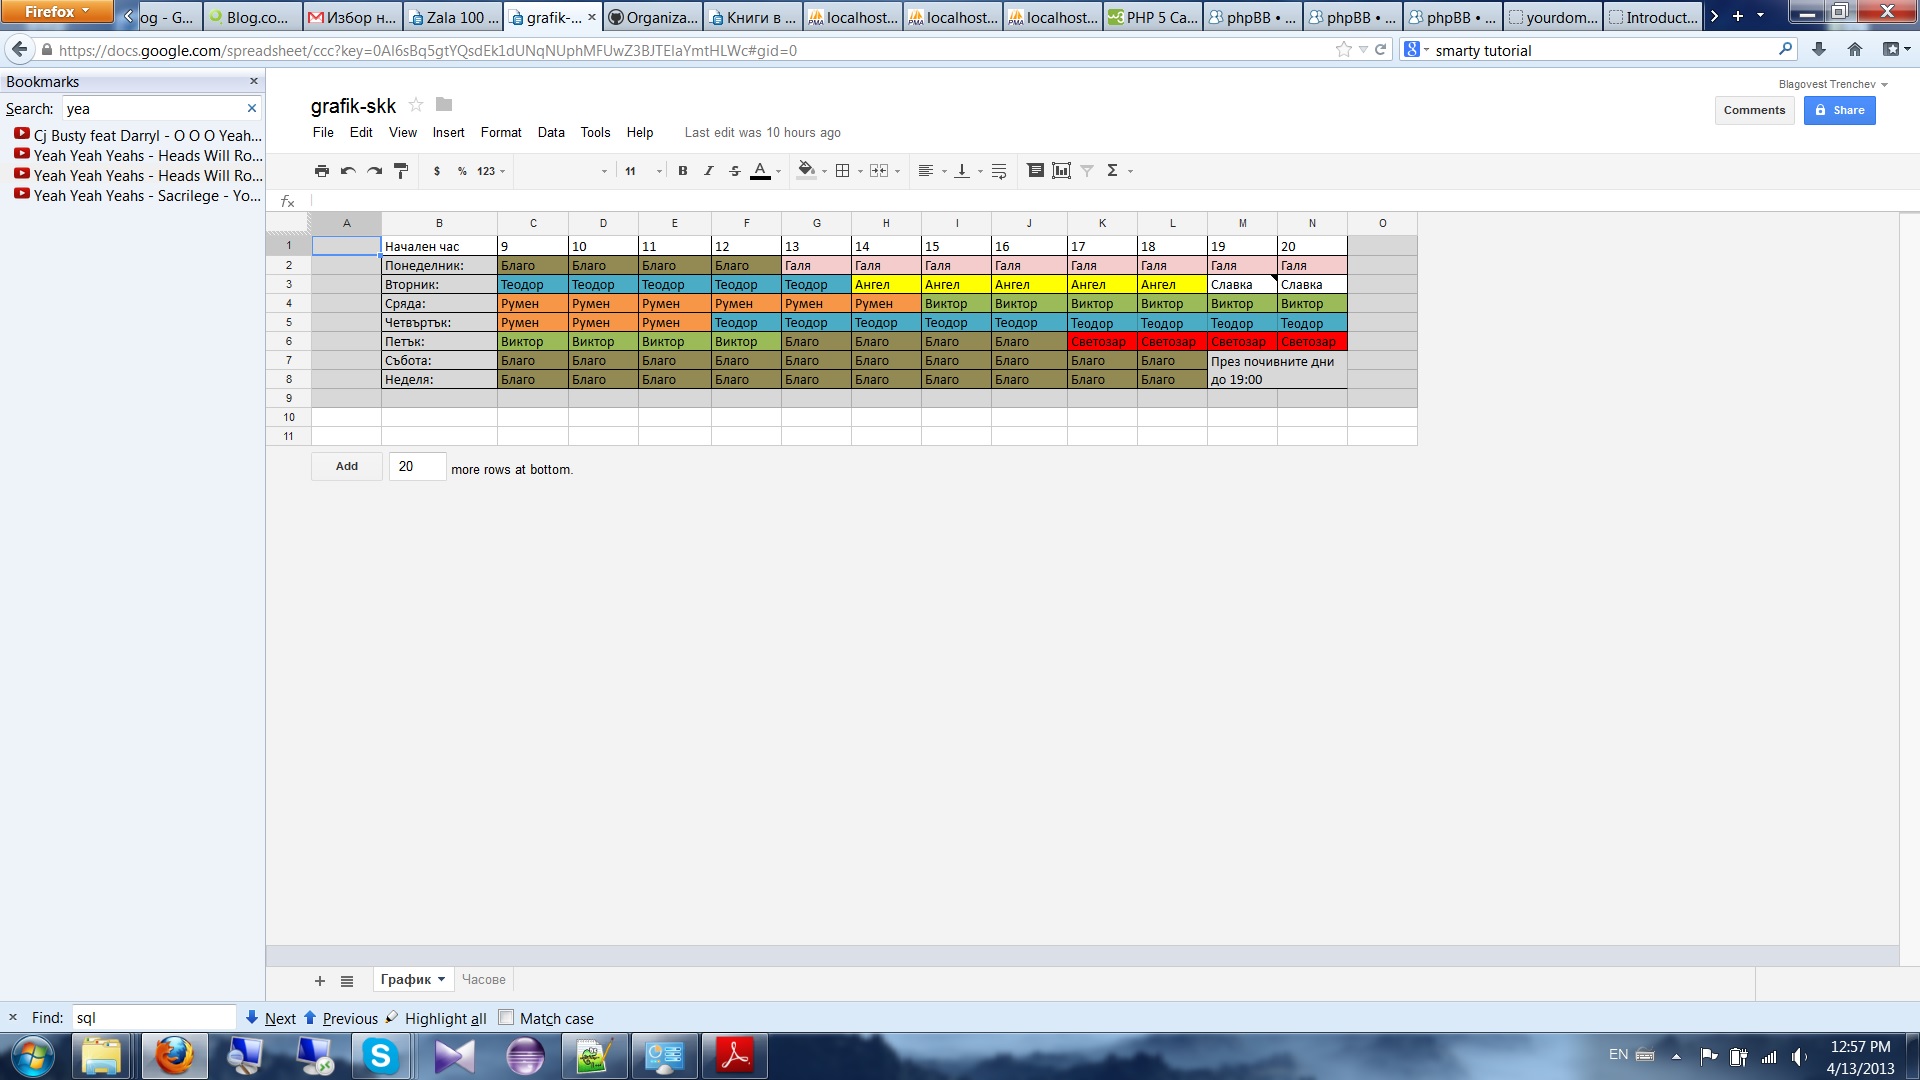 Firefox
og - G...
Blog.co...
Избор н...
Zala 100 ...
grafik-...
Organiza...
Книги в ...
localhost...
localhost...
localhost...
PHP 5 Ca...
phpBB • ...
phpBB • ...
phpBB • ...
yourdom...
Introduct...
https://docs.google.com/spreadsheet/ccc?key=0Al6sBq5gtYQsdEk1dUNqNUphMFUwZ3BJTElaYmtHLWc#gid=0
smarty tutorial
Bookmarks
Search: yea
Cj Busty feat Darryl - O O O Yeah...
Yeah Yeah Yeahs - Heads Will Ro...
Yeah Yeah Yeahs - Heads Will Ro...
Yeah Yeah Yeahs - Sacrilege - Yo...
Blagovest Trenchev
grafik-skk
Comments
Share
File Edit View Insert Format Data Tools Help Last edit was 10 hours ago
$ % 123 11 B I S A Σ
fx
A B C D E F G H I J K L M N O
1 Начален час 9 10 11 12 13 14 15 16 17 18 19 20
2 Понеделник: Благо Благо Благо Благо Галя Галя Галя Галя Галя Галя Галя Галя
3 Вторник: Теодор Теодор Теодор Теодор Теодор Ангел Ангел Ангел Ангел Ангел Славка Славка
4 Сряда: Румен Румен Румен Румен Румен Румен Виктор Виктор Виктор Виктор Виктор Виктор
5 Четвъртък: Румен Румен Румен Теодор Теодор Теодор Теодор Теодор Теодор Теодор Теодор Теодор
6 Петък: Виктор Виктор Виктор Виктор Благо Благо Благо Благо Светозар Светозар Светозар Светозар
7 Събота: Благо Благо Благо Благо Благо Благо Благо Благо Благо Благо През почивните дни
8 Неделя: Благо Благо Благо Благо Благо Благо Благо Благо Благо Благо до 19:00
9
10
11
Add 20 more rows at bottom.
График Часове
Find: sql Next Previous Highlight all Match case
EN
12:57 PM
4/13/2013